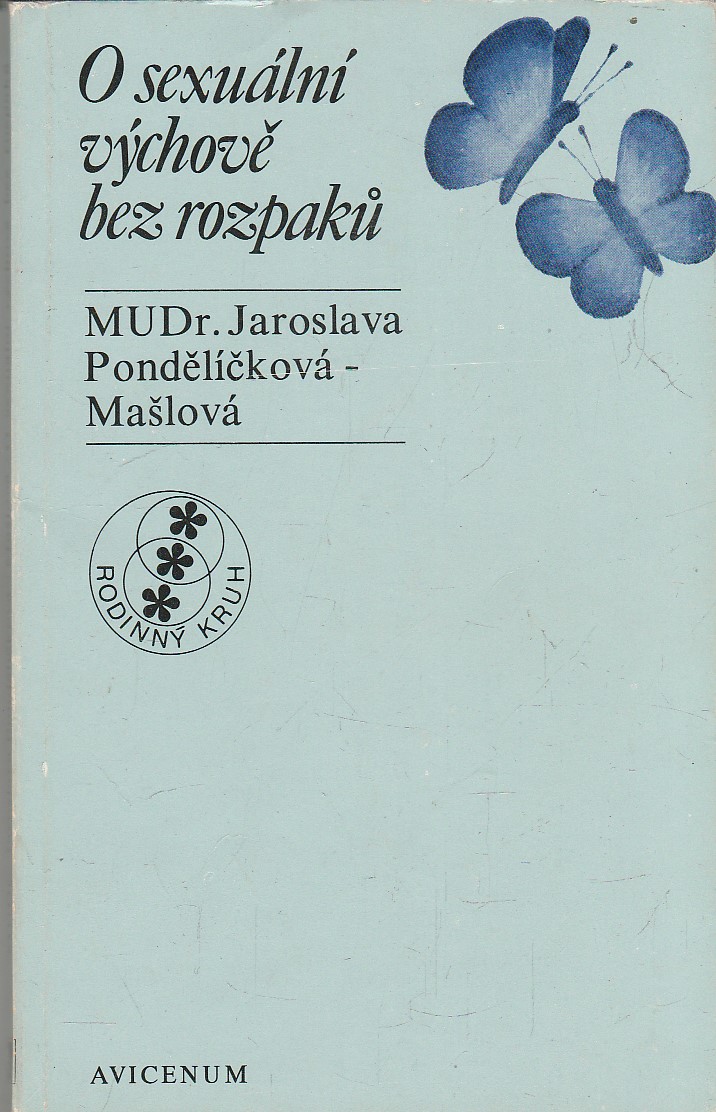 O sexuální
výchově
bez rozpaků
MUDr. Jaroslava
Pondělíčková-
Mašlová
RODINNÝ KRUH
AVICENUM